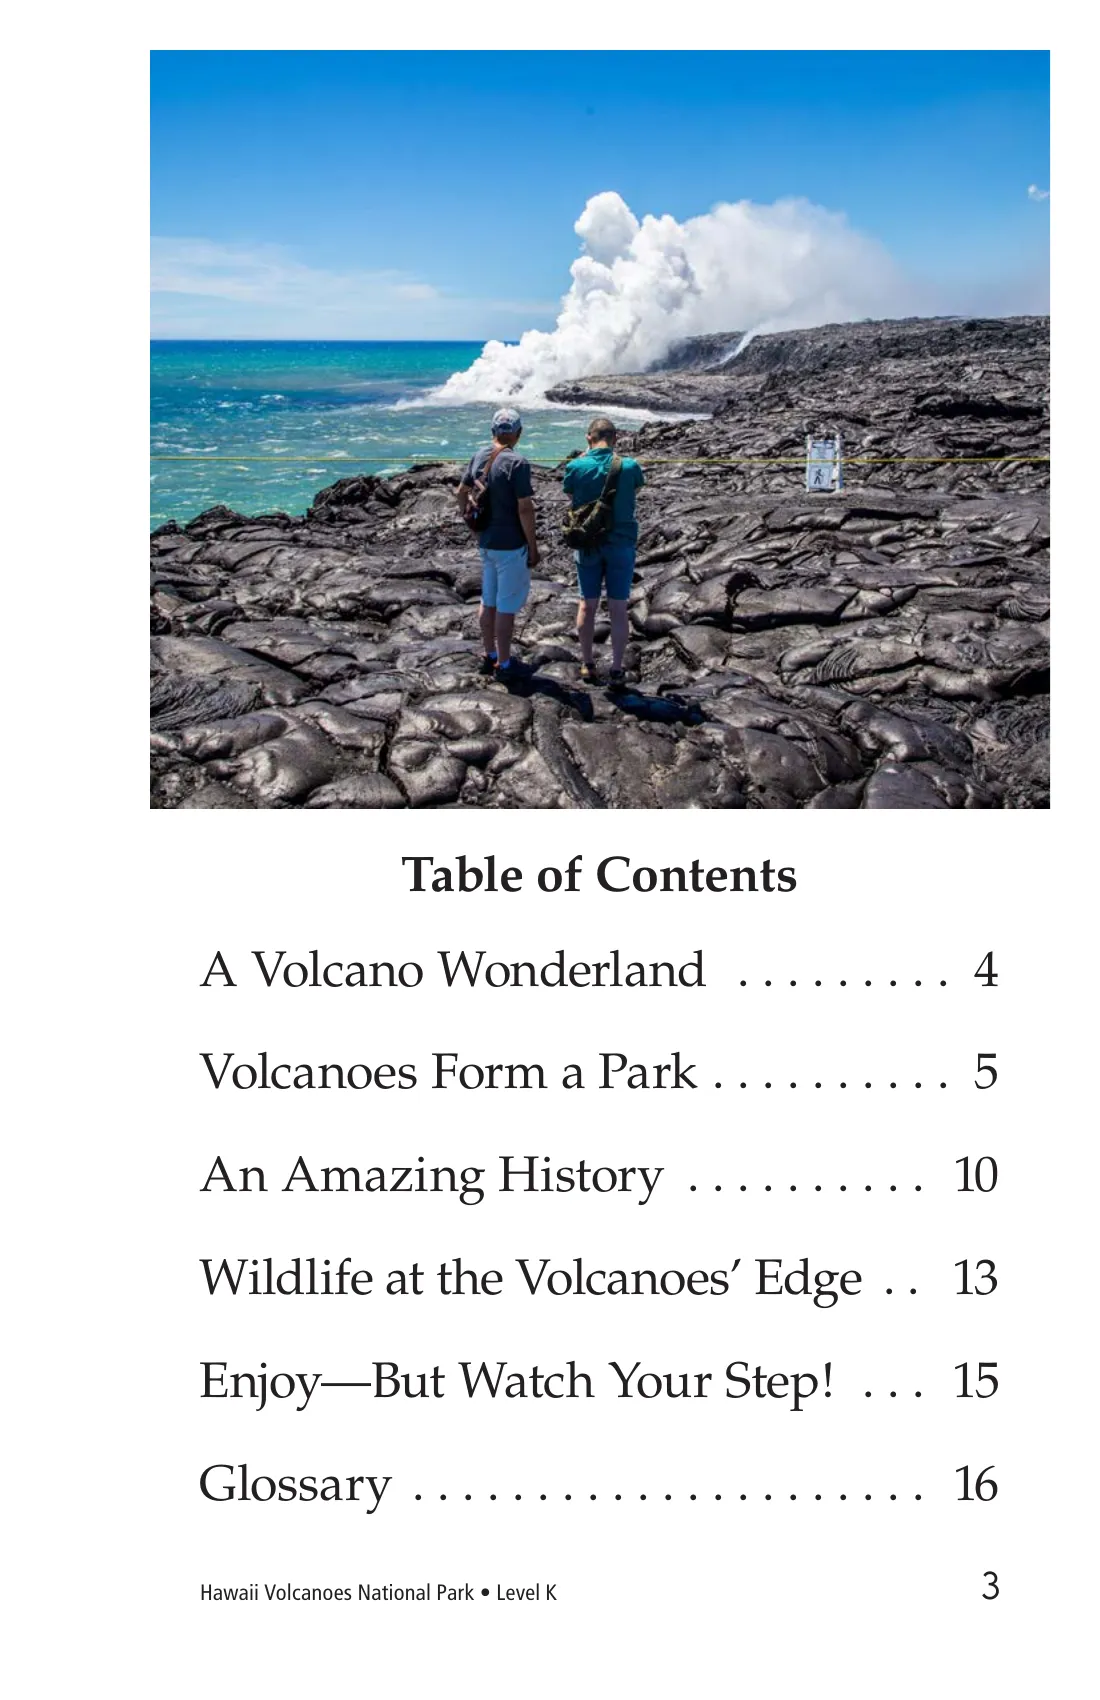 Table of Contents
A Volcano Wonderland . . . . . . . . . 4
Volcanoes Form a Park . . . . . . . . . . 5
An Amazing History . . . . . . . . . . 10
Wildlife at the Volcanoes’ Edge . . 13
Enjoy—But Watch Your Step! . . . 15
Glossary . . . . . . . . . . . . . . . . . . . . . 16
Hawaii Volcanoes National Park • Level K 3